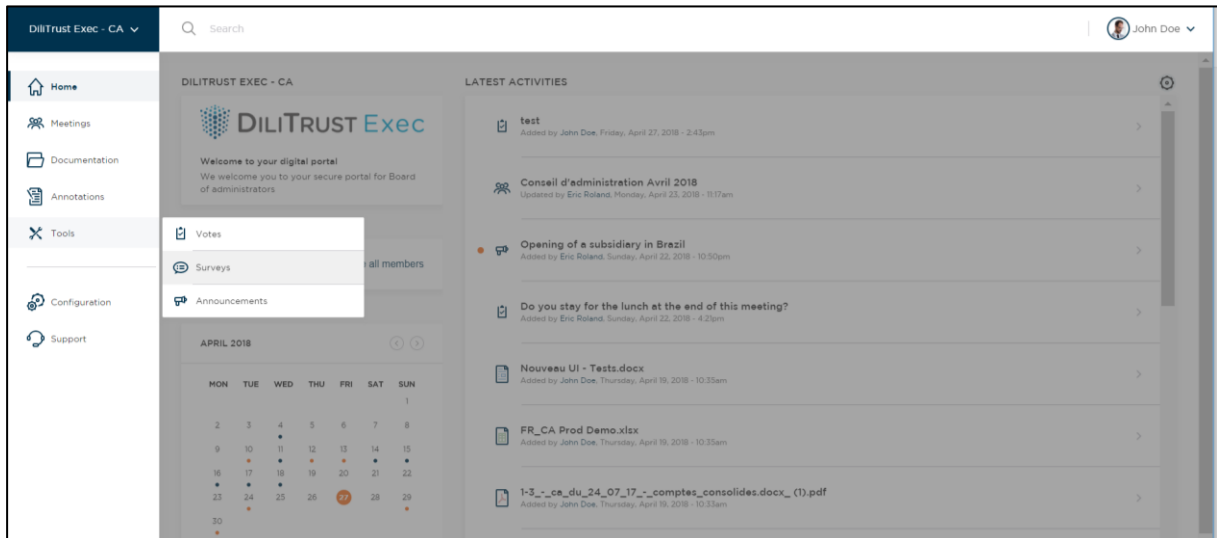 DiliTrust Exec - CA
Search
John Doe
Home
Meetings
Documentation
Annotations
Tools
Configuration
Support
Votes
Surveys
Announcements
DILITRUST EXEC - CA
DILITRUST Exec
Welcome to your digital portal
We welcome you to your secure portal for Board
of administrators
all members
APRIL 2018
MON TUE WED THU FRI SAT SUN
1
2 3 4 5 6 7 8
9 10 11 12 13 14 15
16 17 18 19 20 21 22
23 24 25 26 27 28 29
30
LATEST ACTIVITIES
test
Added by John Doe, Friday, April 27, 2018 - 2:43pm
Conseil d'administration Avril 2018
Updated by Eric Roland, Monday, April 23, 2018 - 11:17am
Opening of a subsidiary in Brazil
Added by Eric Roland, Sunday, April 22, 2018 - 10:50pm
Do you stay for the lunch at the end of this meeting?
Added by Eric Roland, Sunday, April 22, 2018 - 4:21pm
Nouveau UI - Tests.docx
Added by John Doe, Thursday, April 19, 2018 - 10:35am
FR_CA Prod Demo.xlsx
Added by John Doe, Thursday, April 19, 2018 - 10:35am
1-3_-_ca_du_24_07_17_-_comptes_consolides.docx_ (1).pdf
Added by John Doe, Thursday, April 19, 2018 - 10:33am